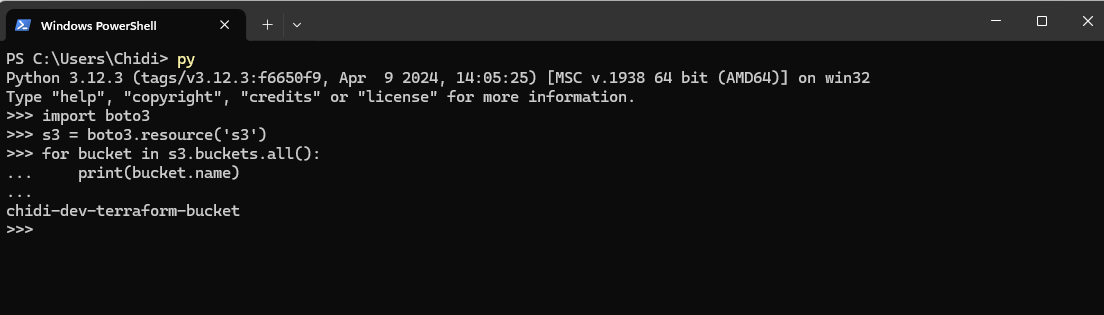 Windows PowerShell
PS C:\Users\Chidi> py
Python 3.12.3 (tags/v3.12.3:f6650f9, Apr  9 2024, 14:05:25) [MSC v.1938 64 bit (AMD64)] on win32
Type "help", "copyright", "credits" or "license" for more information.
>>> import boto3
>>> s3 = boto3.resource('s3')
>>> for bucket in s3.buckets.all():
...     print(bucket.name)
...
chidi-dev-terraform-bucket
>>>